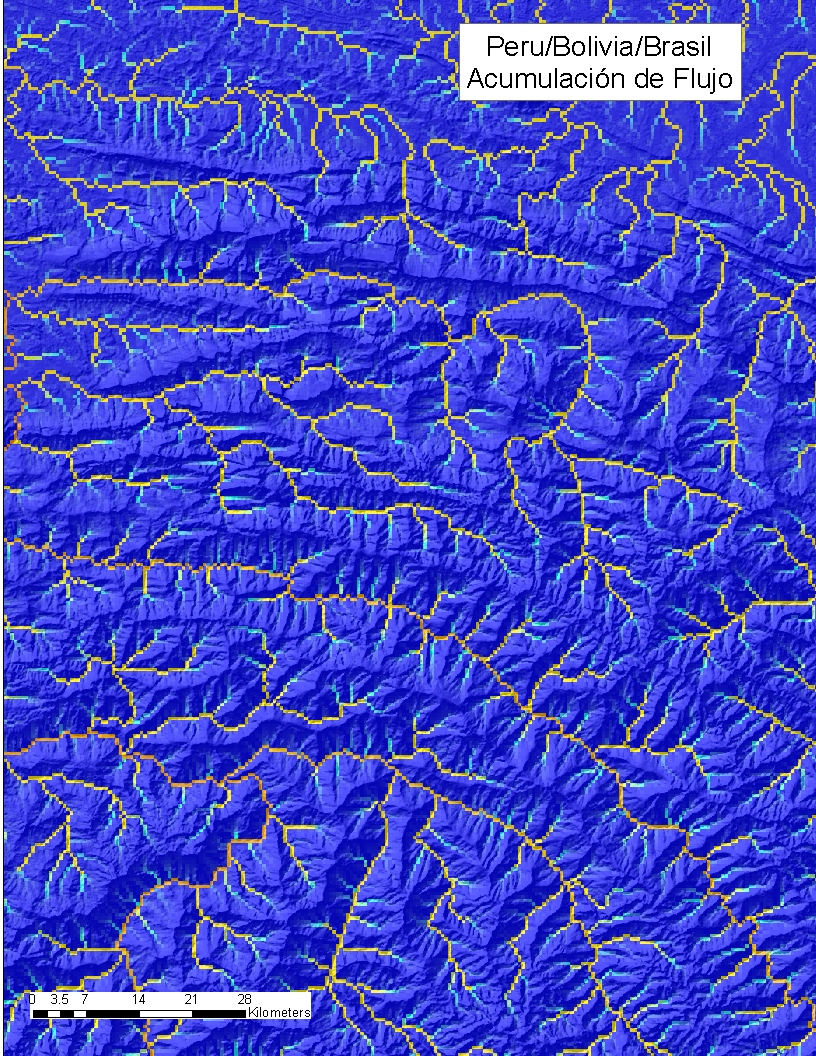 Peru/Bolivia/Brasil
Acumulación de Flujo
0 3.5 7 14 21 28
Kilometers